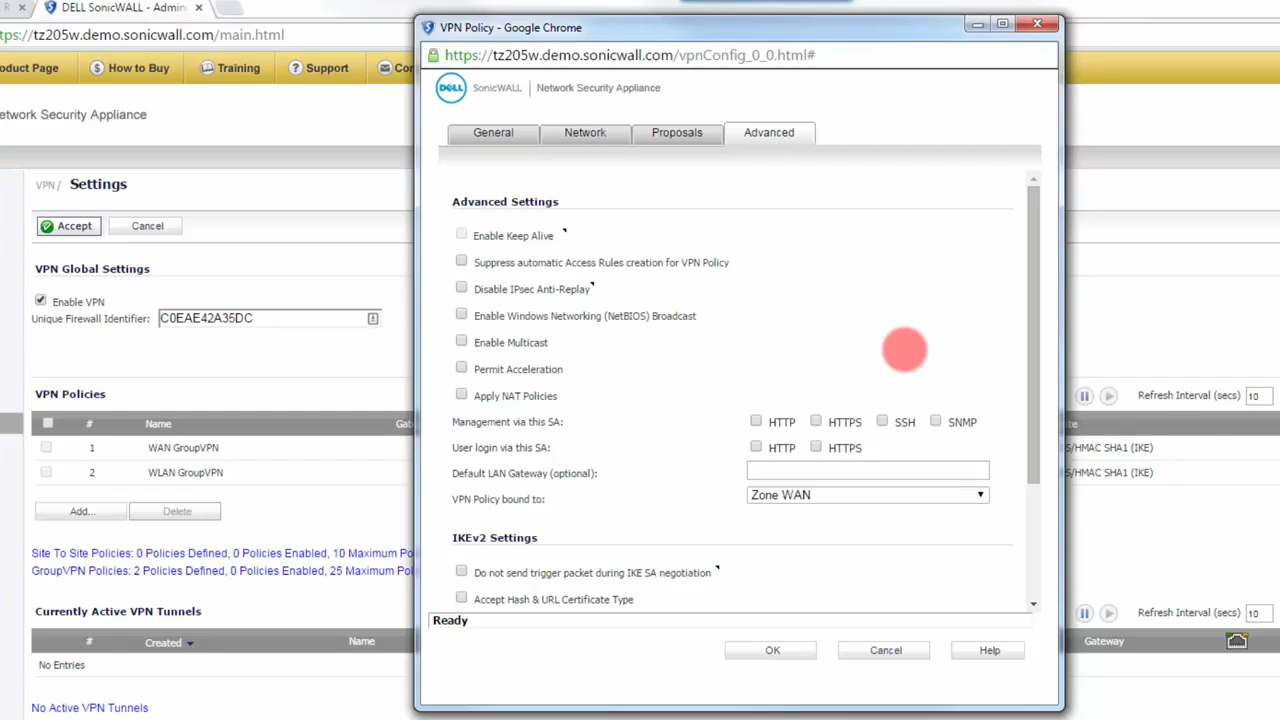 R
DELL SonicWALL - Admin
tps://tz205w.demo.sonicwall.com/main.html
oduct Page
How to Buy
Training
Support
Con
etwork Security Appliance
VPN / Settings
Accept
Cancel
VPN Global Settings
Enable VPN
Unique Firewall Identifier: C0EAE42A35DC
VPN Policies
# Name Gat
1 WAN GroupVPN
2 WLAN GroupVPN
Add...
Delete
Site To Site Policies: 0 Policies Defined, 0 Policies Enabled, 10 Maximum Po
GroupVPN Policies: 2 Policies Defined, 0 Policies Enabled, 25 Maximum Pol
Currently Active VPN Tunnels
# Created Name
No Entries
No Active VPN Tunnels
VPN Policy - Google Chrome
https://tz205w.demo.sonicwall.com/vpnConfig_0_0.html#
DELL SonicWALL | Network Security Appliance
General
Network
Proposals
Advanced
Advanced Settings
Enable Keep Alive
Suppress automatic Access Rules creation for VPN Policy
Disable IPsec Anti-Replay
Enable Windows Networking (NetBIOS) Broadcast
Enable Multicast
Permit Acceleration
Apply NAT Policies
Management via this SA: HTTP HTTPS SSH SNMP
User login via this SA: HTTP HTTPS
Default LAN Gateway (optional):
VPN Policy bound to: Zone WAN
IKEv2 Settings
Do not send trigger packet during IKE SA negotiation
Accept Hash & URL Certificate Type
Ready
OK
Cancel
Help
Refresh Interval (secs) 10
ite
S/HMAC SHA1 (IKE)
S/HMAC SHA1 (IKE)
Refresh Interval (secs) 10
Gateway